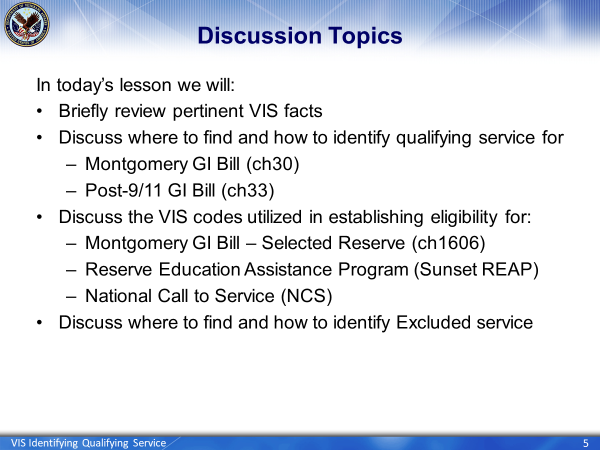 Discussion Topics
In today’s lesson we will:
• Briefly review pertinent VIS facts
• Discuss where to find and how to identify qualifying service for
– Montgomery GI Bill (ch30)
– Post-9/11 GI Bill (ch33)
• Discuss the VIS codes utilized in establishing eligibility for:
– Montgomery GI Bill – Selected Reserve (ch1606)
– Reserve Education Assistance Program (Sunset REAP)
– National Call to Service (NCS)
• Discuss where to find and how to identify Excluded service
VIS Identifying Qualifying Service
5